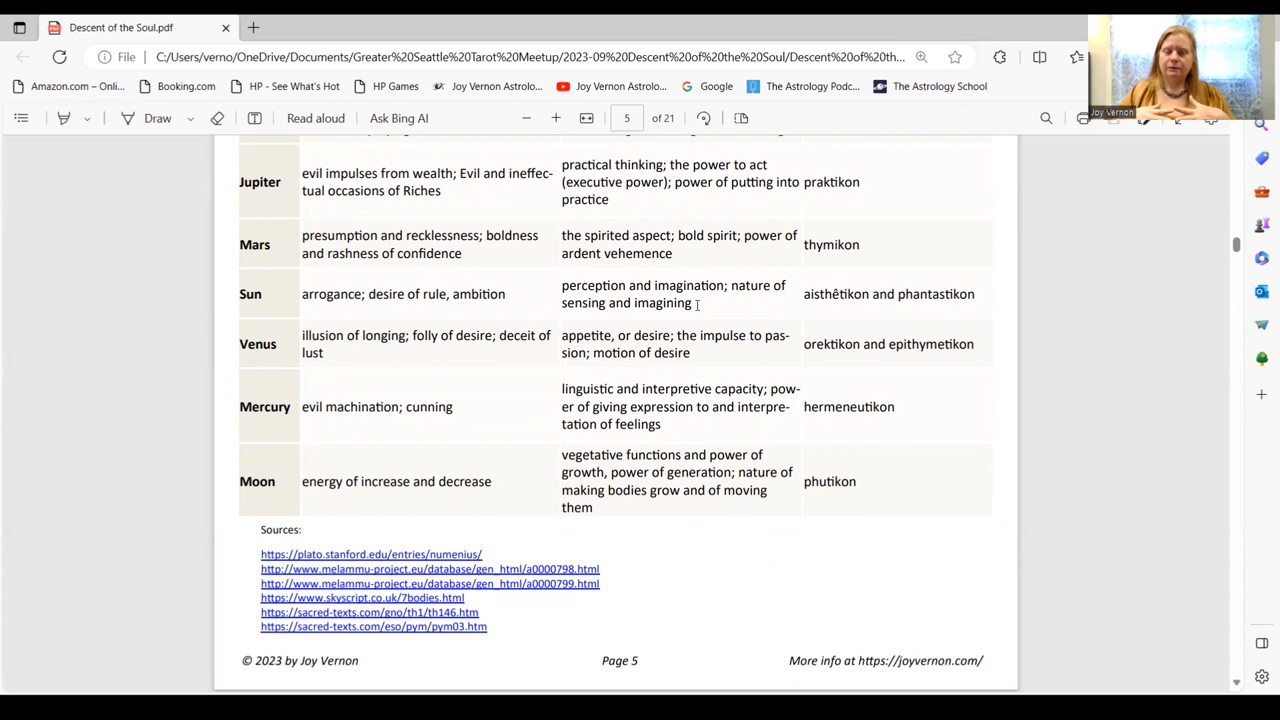 Descent of the Soul.pdf
File
C:/Users/verno/OneDrive/Documents/Greater%20Seattle%20Tarot%20Meetup/2023-09%20Descent%20of%20the%20Soul/Descent%20of%20th...
Amazon.com – Onli...
Booking.com
HP - See What's Hot
HP Games
Joy Vernon Astrolo...
Joy Vernon Astrolo...
Google
The Astrology Podc...
The Astrology School
Draw
Read aloud
Ask Bing AI
5 of 21
Joy Vernon
Jupiter
evil impulses from wealth; Evil and ineffec-
tual occasions of Riches
practical thinking; the power to act
(executive power); power of putting into
practice
praktikon
Mars
presumption and recklessness; boldness
and rashness of confidence
the spirited aspect; bold spirit; power of
ardent vehemence
thymikon
Sun
arrogance; desire of rule, ambition
perception and imagination; nature of
sensing and imagining
aisthêtikon and phantastikon
Venus
illusion of longing; folly of desire; deceit of
lust
appetite, or desire; the impulse to pas-
sion; motion of desire
orektikon and epithymetikon
Mercury
evil machination; cunning
linguistic and interpretive capacity; pow-
er of giving expression to and interpre-
tation of feelings
hermeneutikon
Moon
energy of increase and decrease
vegetative functions and power of
growth, power of generation; nature of
making bodies grow and of moving
them
phutikon
Sources:
https://plato.stanford.edu/entries/numenius/
http://www.melammu-project.eu/database/gen_html/a0000798.html
http://www.melammu-project.eu/database/gen_html/a0000799.html
https://www.skyscript.co.uk/7bodies.html
https://sacred-texts.com/gno/th1/th146.htm
https://sacred-texts.com/eso/pym/pym03.htm
© 2023 by Joy Vernon
Page 5
More info at https://joyvernon.com/